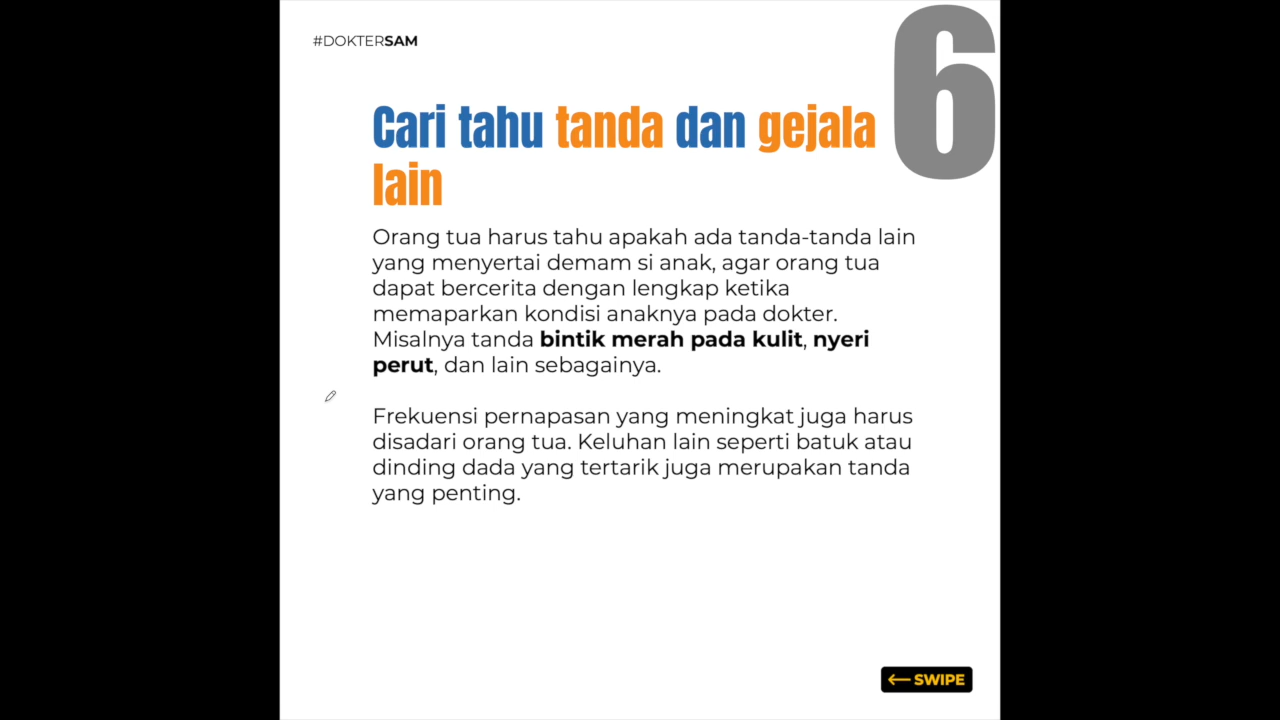 #DOKTERSAM
6
Cari tahu tanda dan gejala
lain
Orang tua harus tahu apakah ada tanda-tanda lain
yang menyertai demam si anak, agar orang tua
dapat bercerita dengan lengkap ketika
memaparkan kondisi anaknya pada dokter.
Misalnya tanda bintik merah pada kulit, nyeri
perut, dan lain sebagainya.
Frekuensi pernapasan yang meningkat juga harus
disadari orang tua. Keluhan lain seperti batuk atau
dinding dada yang tertarik juga merupakan tanda
yang penting.
SWIPE